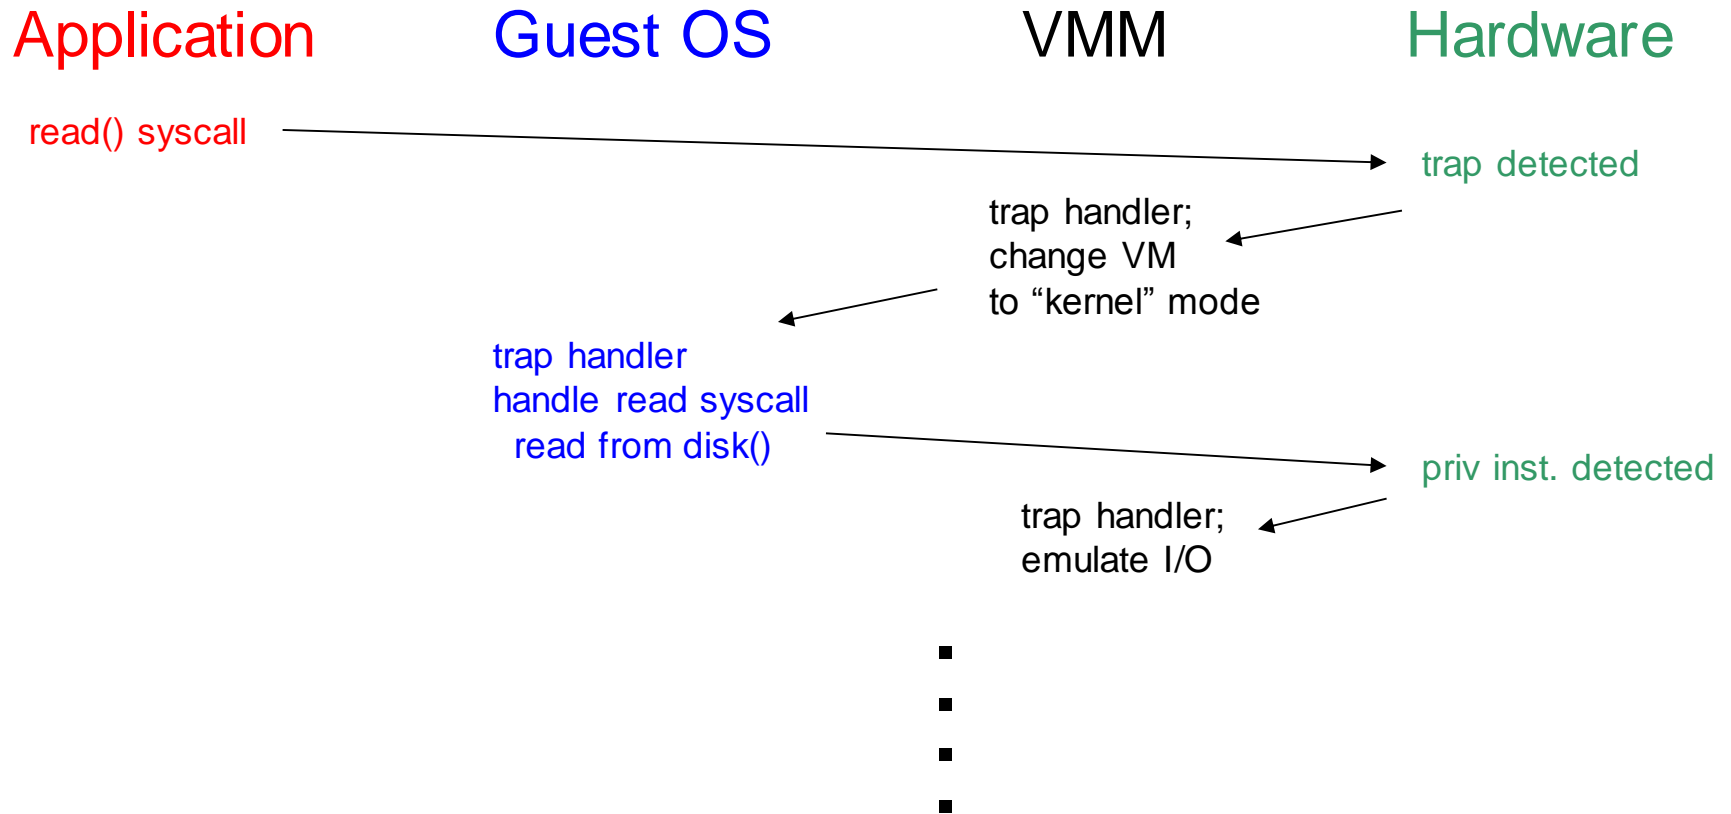 Application Guest OS VMM Hardware
read() syscall
trap detected
trap handler;
change VM
to “kernel” mode
trap handler
handle read syscall
read from disk()
priv inst. detected
trap handler;
emulate I/O